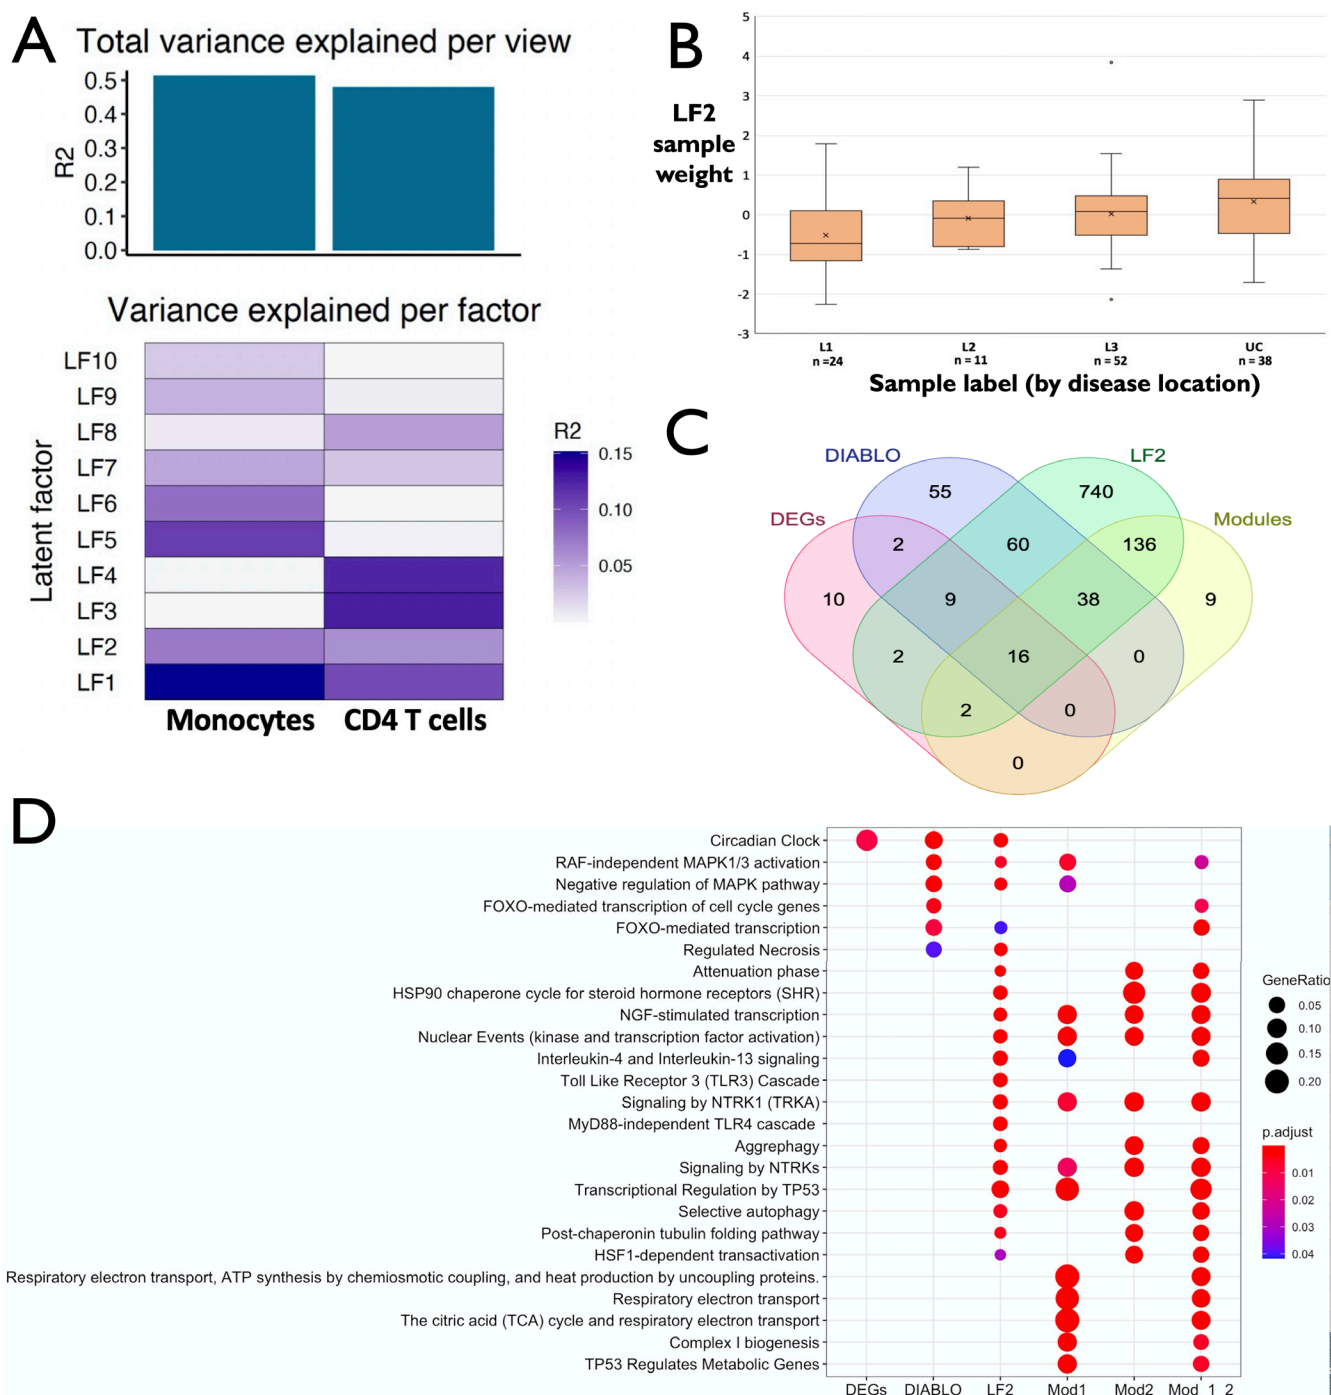 A
Total variance explained per view
R2
0.5
0.4
0.3
0.2
0.1
0.0
Variance explained per factor
Latent factor
LF10
LF9
LF8
LF7
LF6
LF5
LF4
LF3
LF2
LF1
Monocytes CD4 T cells
R2
0.15
0.10
0.05
B
LF2
sample
weight
5
4
3
2
1
0
-1
-2
-3
L1 L2 L3 UC
n =24 n = 11 n = 52 n = 38
Sample label (by disease location)
C
DIABLO LF2
DEGs Modules
55 740
2 60 136
10 9 38 9
2 16 0
2 0
0
D
Circadian Clock
RAF-independent MAPK1/3 activation
Negative regulation of MAPK pathway
FOXO-mediated transcription of cell cycle genes
FOXO-mediated transcription
Regulated Necrosis
Attenuation phase
HSP90 chaperone cycle for steroid hormone receptors (SHR)
NGF-stimulated transcription
Nuclear Events (kinase and transcription factor activation)
Interleukin-4 and Interleukin-13 signaling
Toll Like Receptor 3 (TLR3) Cascade
Signaling by NTRK1 (TRKA)
MyD88-independent TLR4 cascade
Aggrephagy
Signaling by NTRKs
Transcriptional Regulation by TP53
Selective autophagy
Post-chaperonin tubulin folding pathway
HSF1-dependent transactivation
Respiratory electron transport, ATP synthesis by chemiosmotic coupling, and heat production by uncoupling proteins.
Respiratory electron transport
The citric acid (TCA) cycle and respiratory electron transport
Complex I biogenesis
TP53 Regulates Metabolic Genes
DEGs DIABLO LF2 Mod1 Mod2 Mod_1_2
GeneRatio
0.05
0.10
0.15
0.20
p.adjust
0.01
0.02
0.03
0.04